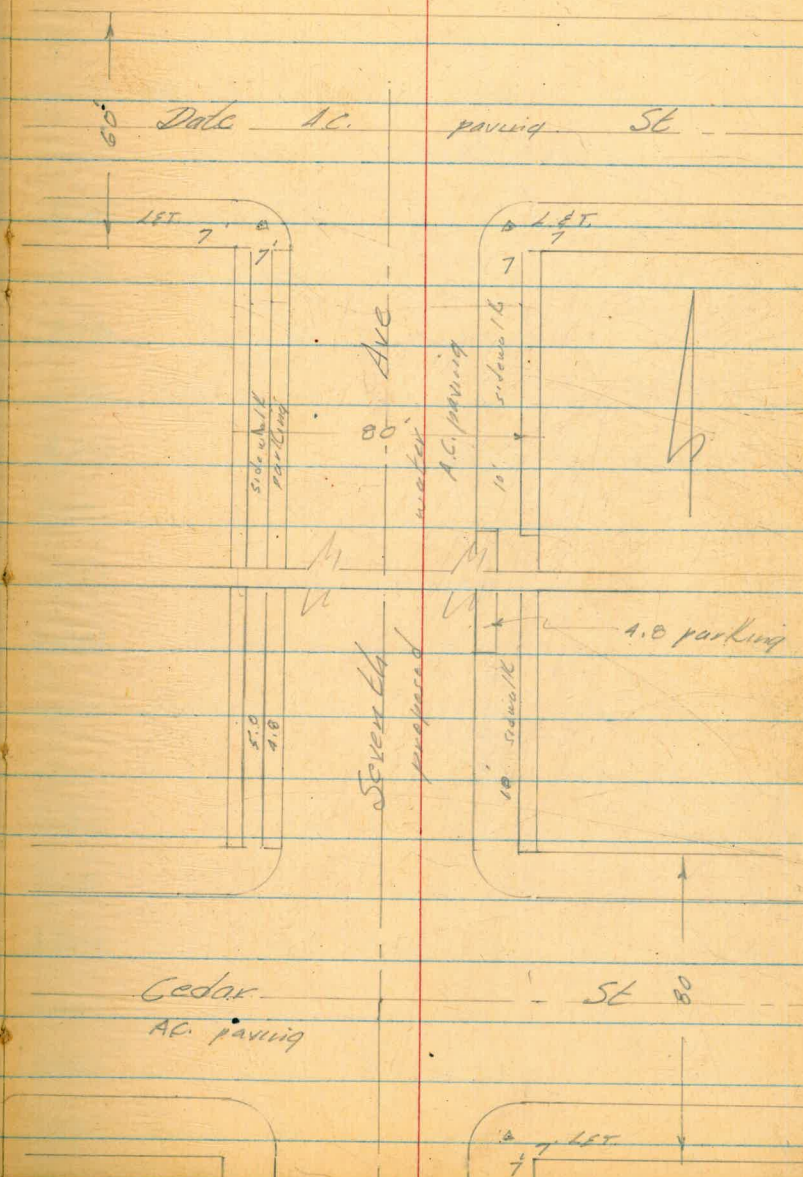 60'
Date A.C. paving St
L&T. 7'
7'
L.&T.
7
7
sidewalk
parking
Seventh Ave
80'
proposed water
A.C. paving
10' sidewalk
4.8 parking
5.0
4.8
10' sidewalk
Cedar St
80
A.C. paving
7 L&T.
7